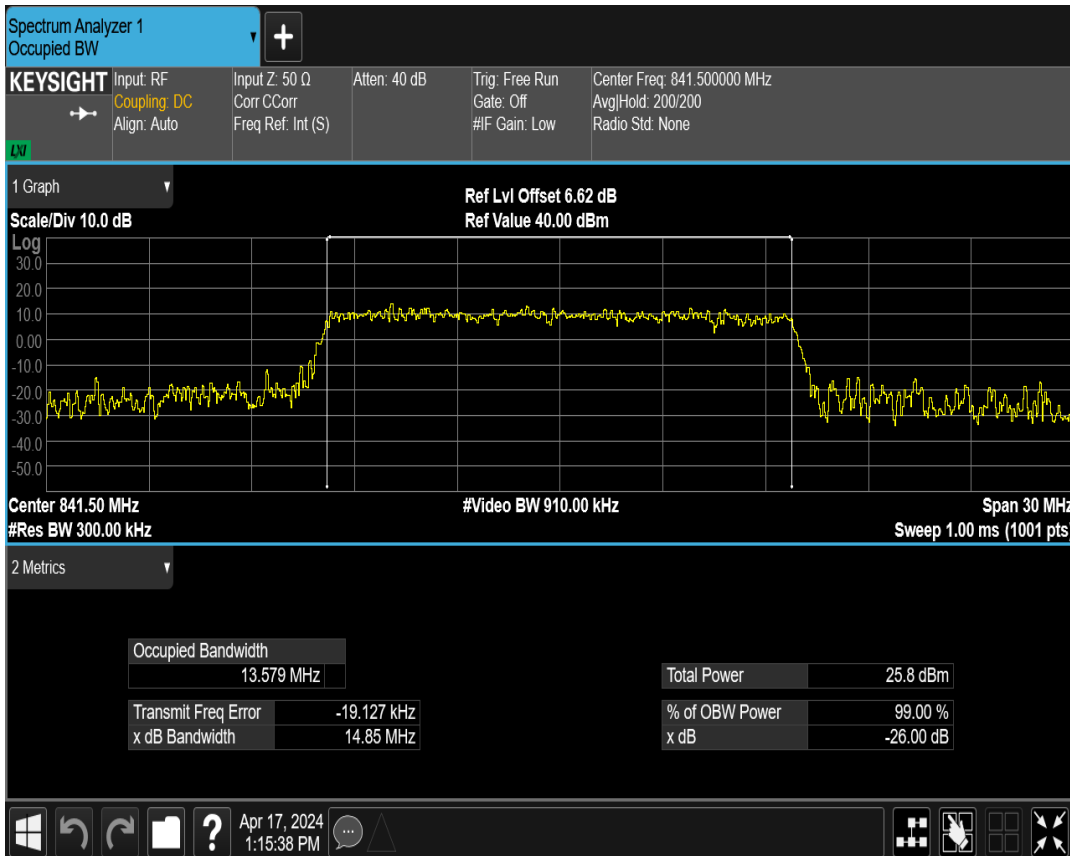 Spectrum Analyzer 1
Occupied BW
+
KEYSIGHT
LXI
Input: RF
Coupling: DC
Align: Auto
Input Z: 50 Ω
Corr CCorr
Freq Ref: Int (S)
Atten: 40 dB
Trig: Free Run
Gate: Off
#IF Gain: Low
Center Freq: 841.500000 MHz
Avg|Hold: 200/200
Radio Std: None
1 Graph
Scale/Div 10.0 dB
Ref Lvl Offset 6.62 dB
Ref Value 40.00 dBm
Log
30.0
20.0
10.0
0.00
-10.0
-20.0
-30.0
-40.0
-50.0
Center 841.50 MHz
#Video BW 910.00 kHz
Span 30 MHz
#Res BW 300.00 kHz
Sweep 1.00 ms (1001 pts)
2 Metrics
Occupied Bandwidth
13.579 MHz
Transmit Freq Error -19.127 kHz
x dB Bandwidth 14.85 MHz
Total Power 25.8 dBm
% of OBW Power 99.00 %
x dB -26.00 dB
?
Apr 17, 2024
1:15:38 PM